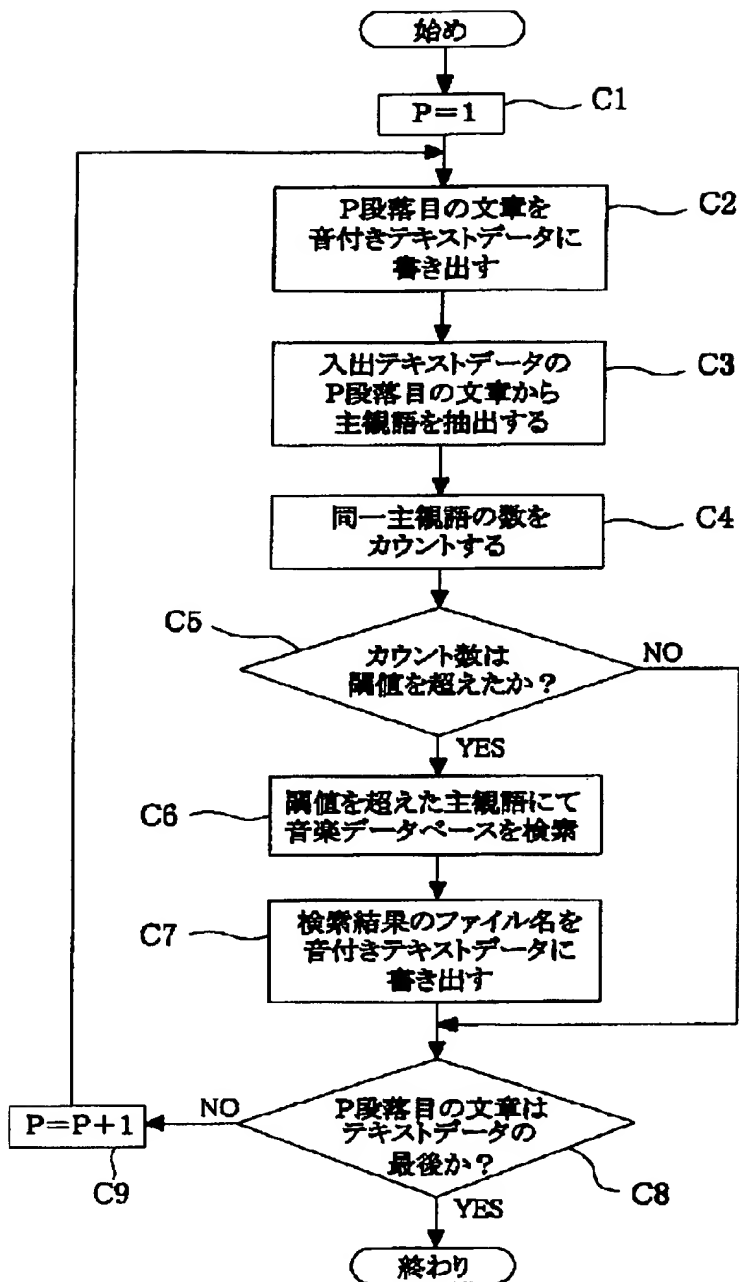 始め
P=1
C1
P段落目の文章を
音付きテキストデータに
書き出す
C2
入出テキストデータの
P段落目の文章から
主観語を抽出する
C3
同一主観語の数を
カウントする
C4
C5
カウント数は
閾値を超えたか?
NO
YES
C6
閾値を超えた主観語にて
音楽データベースを検索
C7
検索結果のファイル名を
音付きテキストデータに
書き出す
P段落目の文章は
テキストデータの
最後か?
C8
NO
P=P+1
C9
YES
終わり